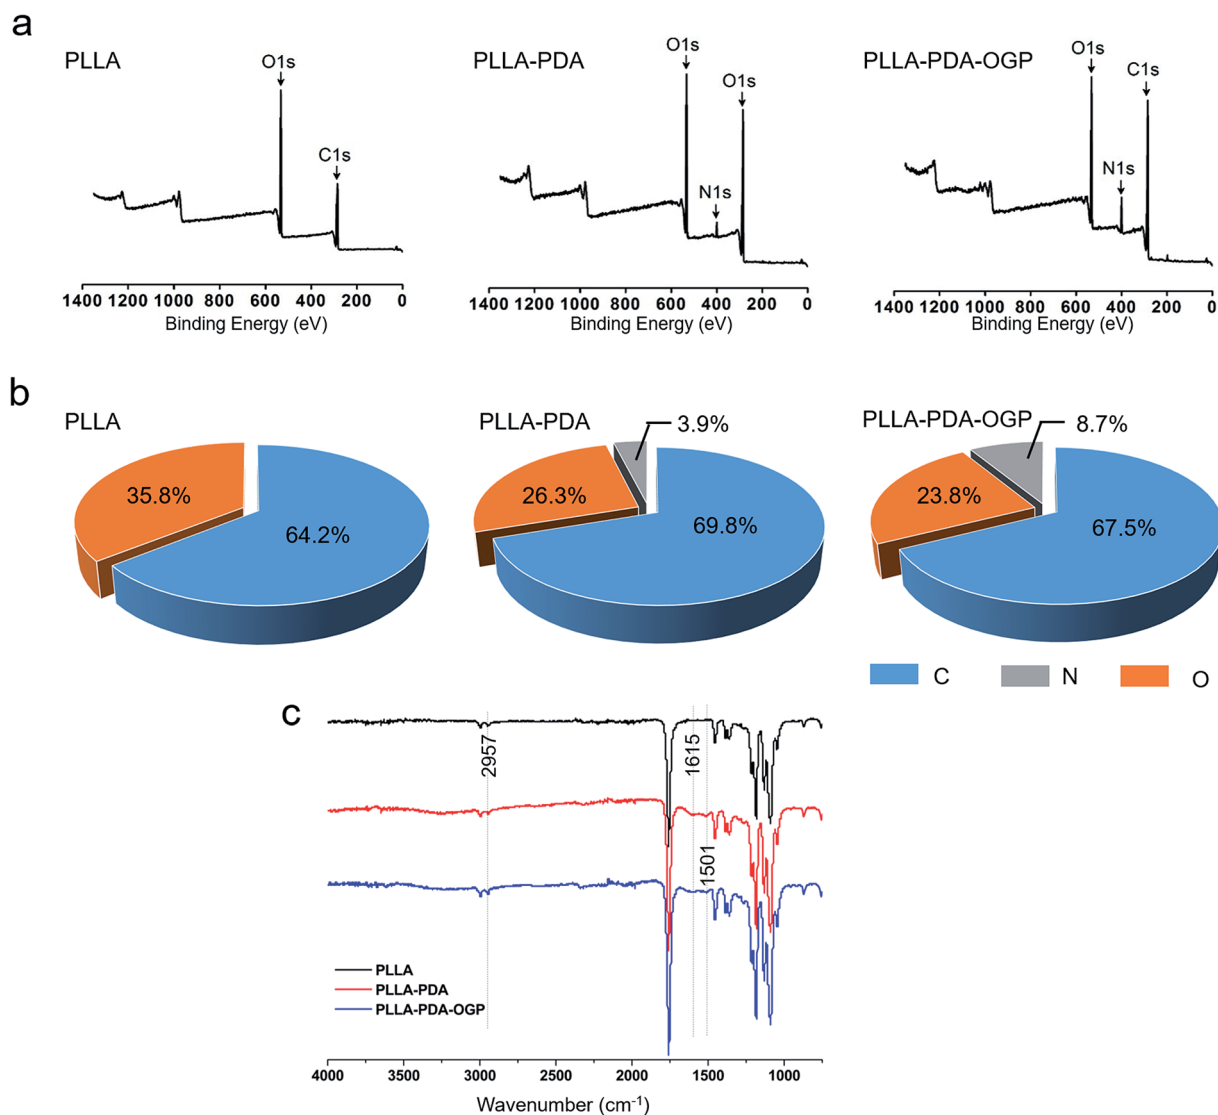 a
PLLA
O1s
C1s
1400 1200 1000 800 600 400 200 0
Binding Energy (eV)
PLLA-PDA
O1s
O1s
N1s
1400 1200 1000 800 600 400 200 0
Binding Energy (eV)
PLLA-PDA-OGP
O1s
C1s
N1s
1400 1200 1000 800 600 400 200 0
Binding Energy (eV)
b
PLLA
35.8%
64.2%
PLLA-PDA
3.9%
26.3%
69.8%
PLLA-PDA-OGP
8.7%
23.8%
67.5%
C N O
c
2957
1615
1501
PLLA
PLLA-PDA
PLLA-PDA-OGP
4000 3500 3000 2500 2000 1500 1000
Wavenumber (cm-1)